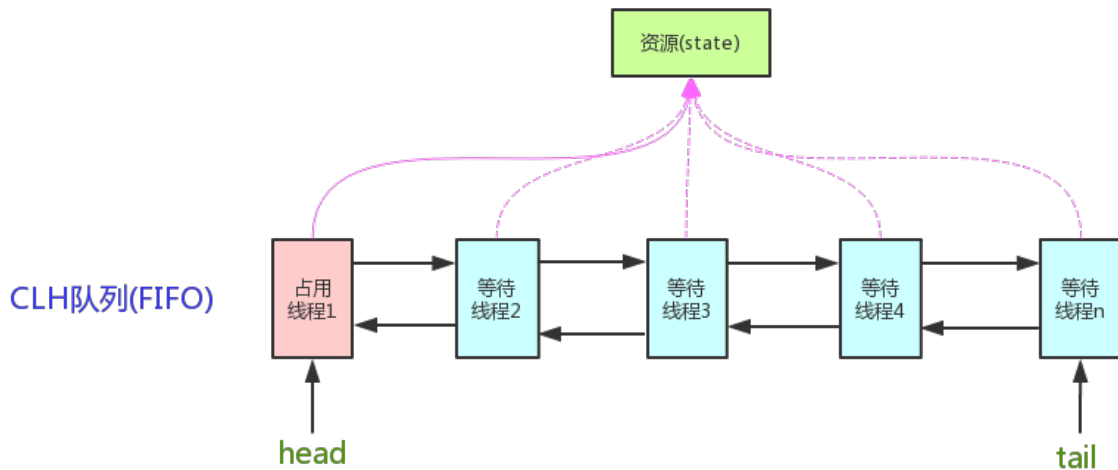 资源(state)
CLH队列(FIFO)
占用
线程1
等待
线程2
等待
线程3
等待
线程4
等待
线程n
head
tail